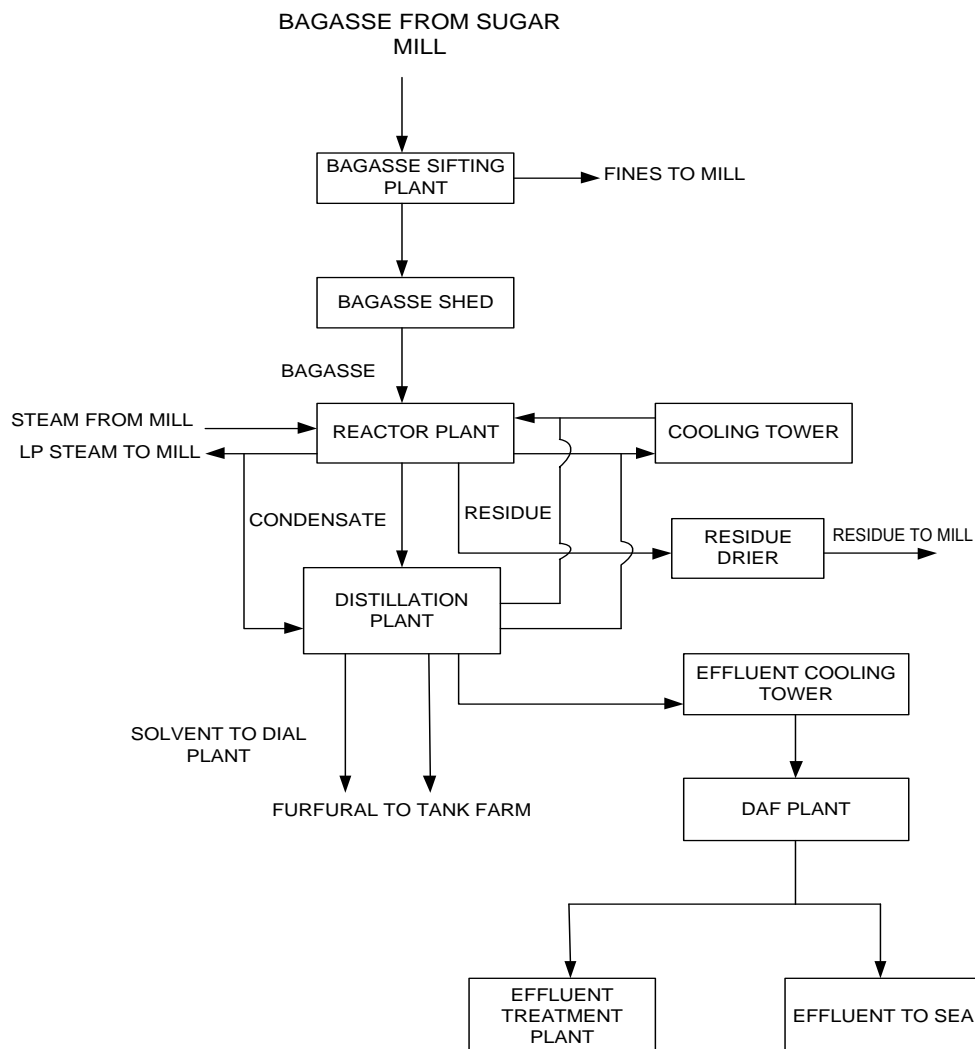 BAGASSE FROM SUGAR
MILL
BAGASSE SIFTING
PLANT
FINES TO MILL
BAGASSE SHED
BAGASSE
STEAM FROM MILL
LP STEAM TO MILL
REACTOR PLANT
COOLING TOWER
CONDENSATE
RESIDUE
RESIDUE
DRIER
RESIDUE TO MILL
DISTILLATION
PLANT
EFFLUENT COOLING
TOWER
SOLVENT TO DIAL
PLANT
FURFURAL TO TANK FARM
DAF PLANT
EFFLUENT
TREATMENT
PLANT
EFFLUENT TO SEA